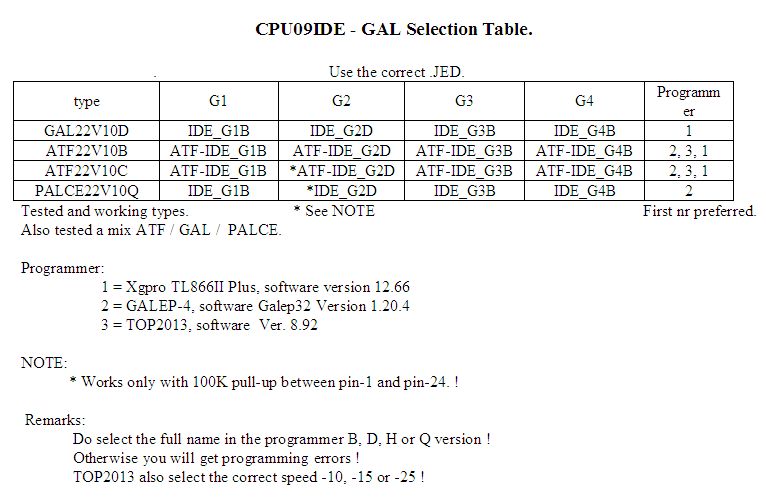 CPU09IDE - GAL Selection Table.
. Use the correct .JED.
type G1 G2 G3 G4 Programm
er
GAL22V10D IDE_G1B IDE_G2D IDE_G3B IDE_G4B 1
ATF22V10B ATF-IDE_G1B ATF-IDE_G2D ATF-IDE_G3B ATF-IDE_G4B 2, 3, 1
ATF22V10C ATF-IDE_G1B *ATF-IDE_G2D ATF-IDE_G3B ATF-IDE_G4B 2, 3, 1
PALCE22V10Q IDE_G1B *IDE_G2D IDE_G3B IDE_G4B 2
Tested and working types. * See NOTE First nr preferred.
Also tested a mix ATF / GAL / PALCE.
Programmer:
1 = Xgpro TL866II Plus, software version 12.66
2 = GALEP-4, software Galep32 Version 1.20.4
3 = TOP2013, software Ver. 8.92
NOTE:
* Works only with 100K pull-up between pin-1 and pin-24. !
Remarks:
Do select the full name in the programmer B, D, H or Q version !
Otherwise you will get programming errors !
TOP2013 also select the correct speed -10, -15 or -25 !